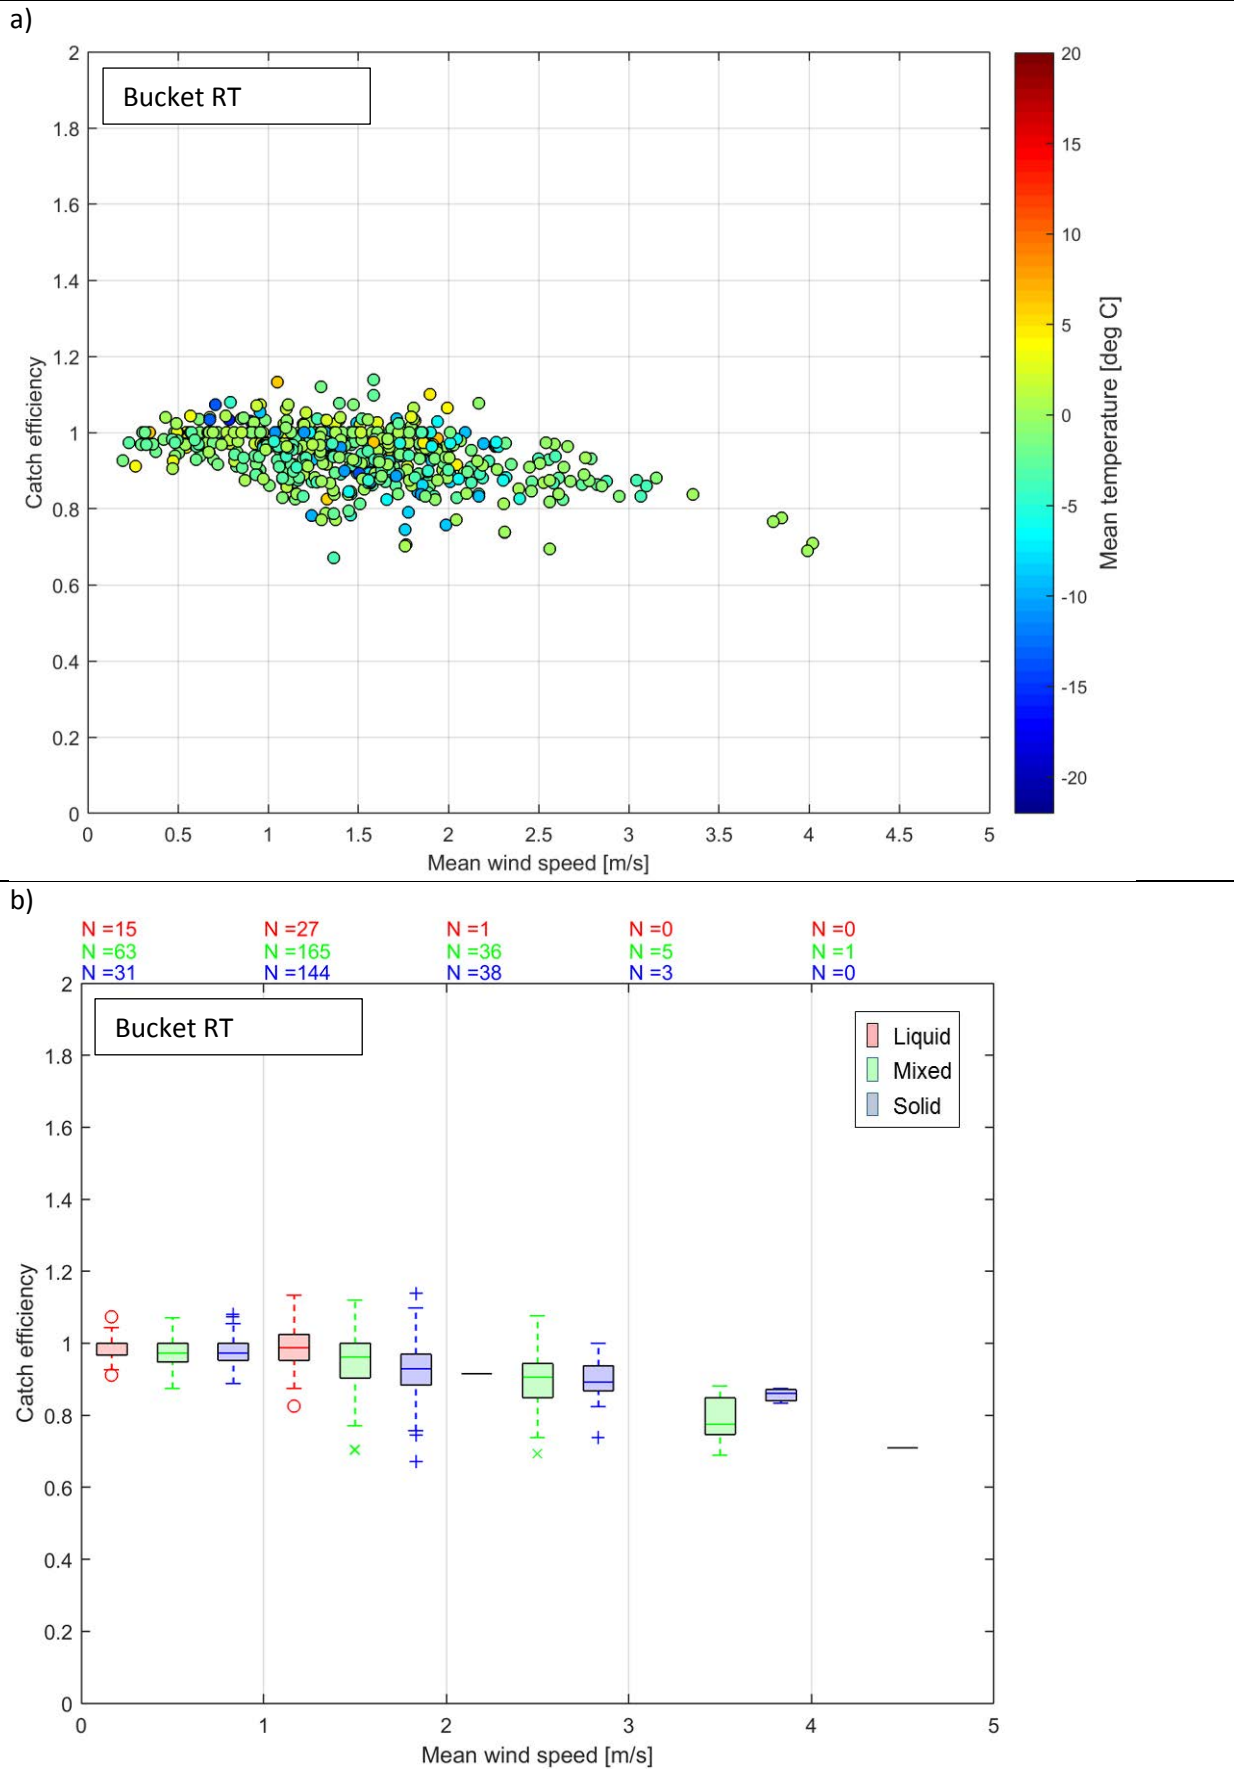 a)
Bucket RT
2
1.8
1.6
1.4
1.2
1
0.8
0.6
0.4
0.2
0
Catch efficiency
0 0.5 1 1.5 2 2.5 3 3.5 4 4.5 5
Mean wind speed [m/s]
20
15
10
5
0
-5
-10
-15
-20
Mean temperature [deg C]
b)
N =15 N =27 N =1 N =0 N =0
N =63 N =165 N =36 N =5 N =1
N =31 N =144 N =38 N =3 N =0
Bucket RT
Liquid
Mixed
Solid
2
1.8
1.6
1.4
1.2
1
0.8
0.6
0.4
0.2
0
Catch efficiency
0 1 2 3 4 5
Mean wind speed [m/s]